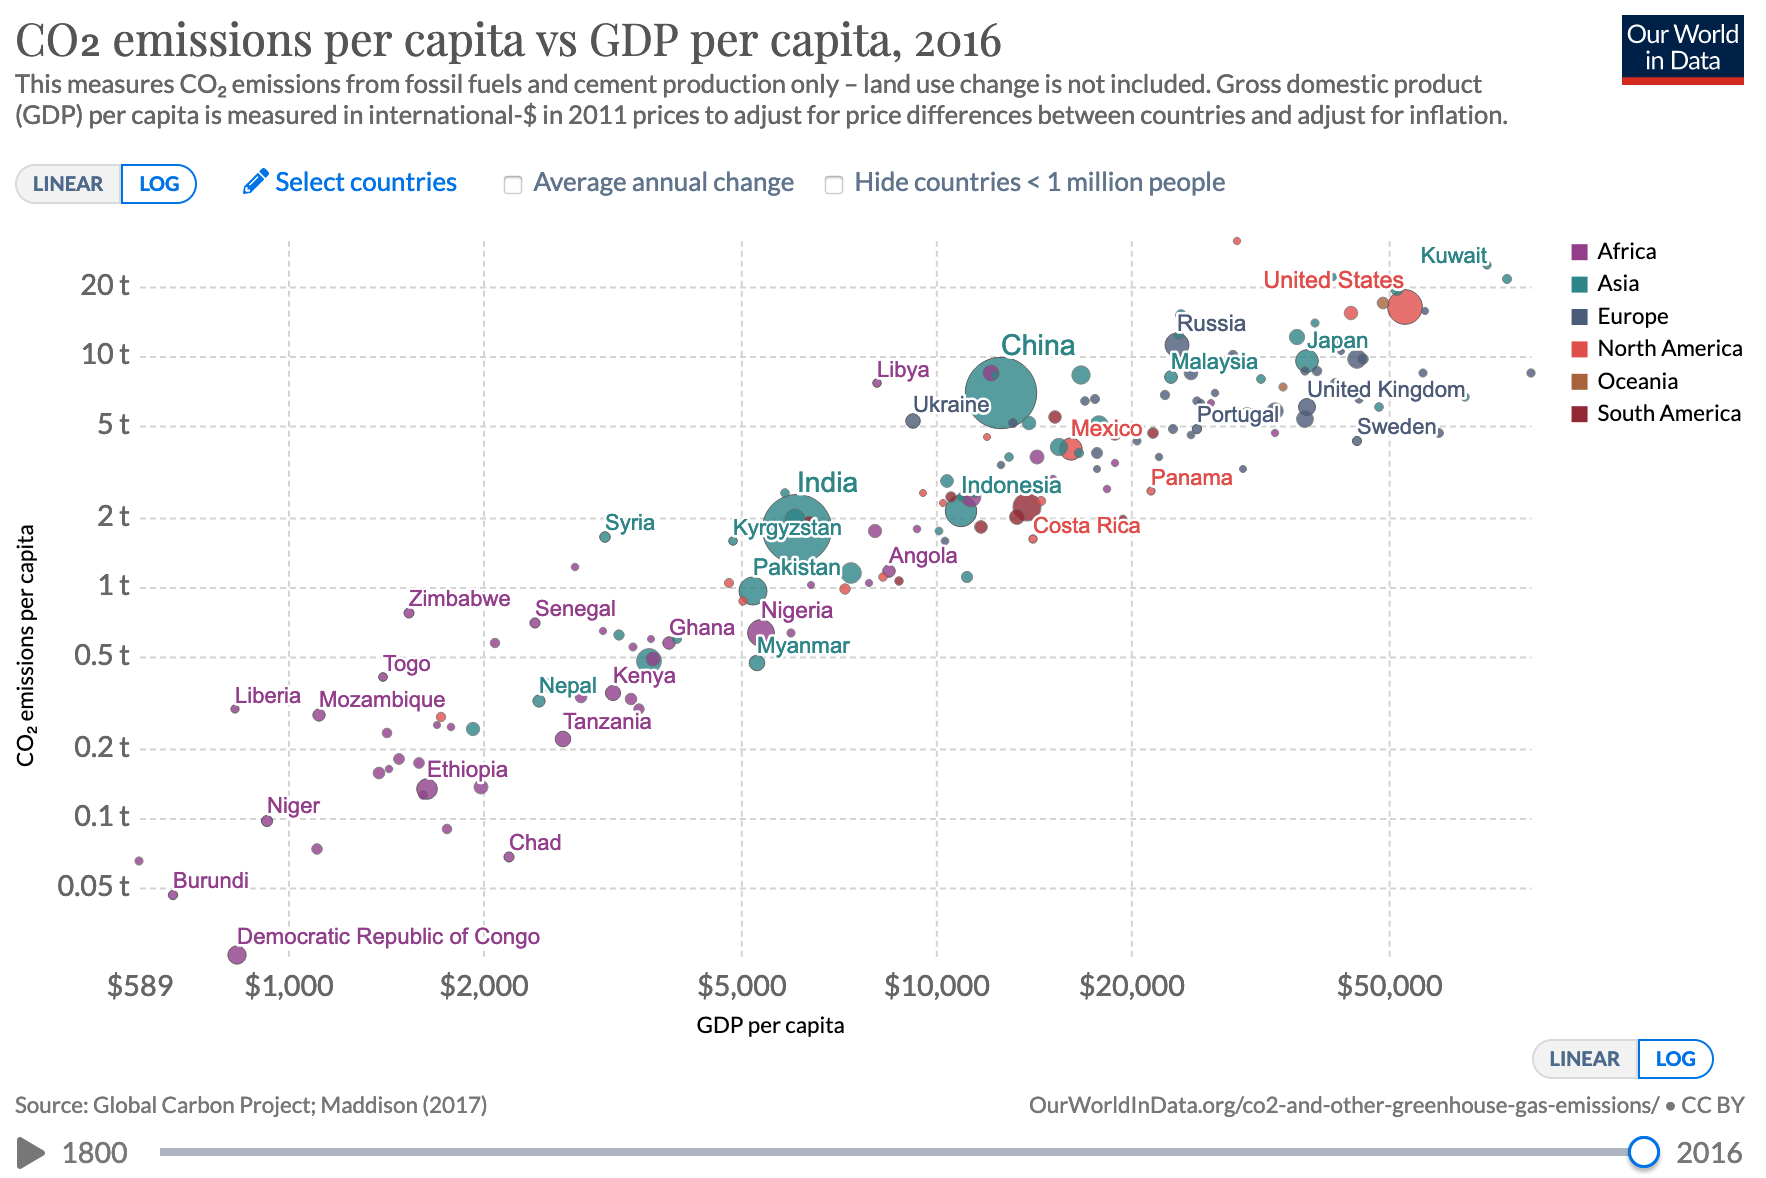 CO2 emissions per capita vs GDP per capita, 2016
Our World
in Data
This measures CO₂ emissions from fossil fuels and cement production only – land use change is not included. Gross domestic product
(GDP) per capita is measured in international-$ in 2011 prices to adjust for price differences between countries and adjust for inflation.
LINEAR LOG Select countries Average annual change Hide countries < 1 million people
Africa
Asia
Europe
North America
Oceania
South America
Kuwait
20 t
United States
Russia
Japan
China
10 t
Malaysia
Libya
United Kingdom
Ukraine
Portugal
5 t
Mexico
Sweden
Panama
India
Indonesia
2 t
Syria
Kyrgyzstan
Costa Rica
Angola
Pakistan
1 t
Zimbabwe
Senegal
Nigeria
Ghana
Myanmar
0.5 t
Togo
Kenya
Nepal
Liberia
Mozambique
Tanzania
0.2 t
Ethiopia
Niger
0.1 t
Chad
Burundi
0.05 t
Democratic Republic of Congo
CO₂ emissions per capita
$589 $1,000 $2,000 $5,000 $10,000 $20,000 $50,000
GDP per capita
LINEAR LOG
Source: Global Carbon Project; Maddison (2017)
OurWorldInData.org/co2-and-other-greenhouse-gas-emissions/ • CC BY
1800 2016